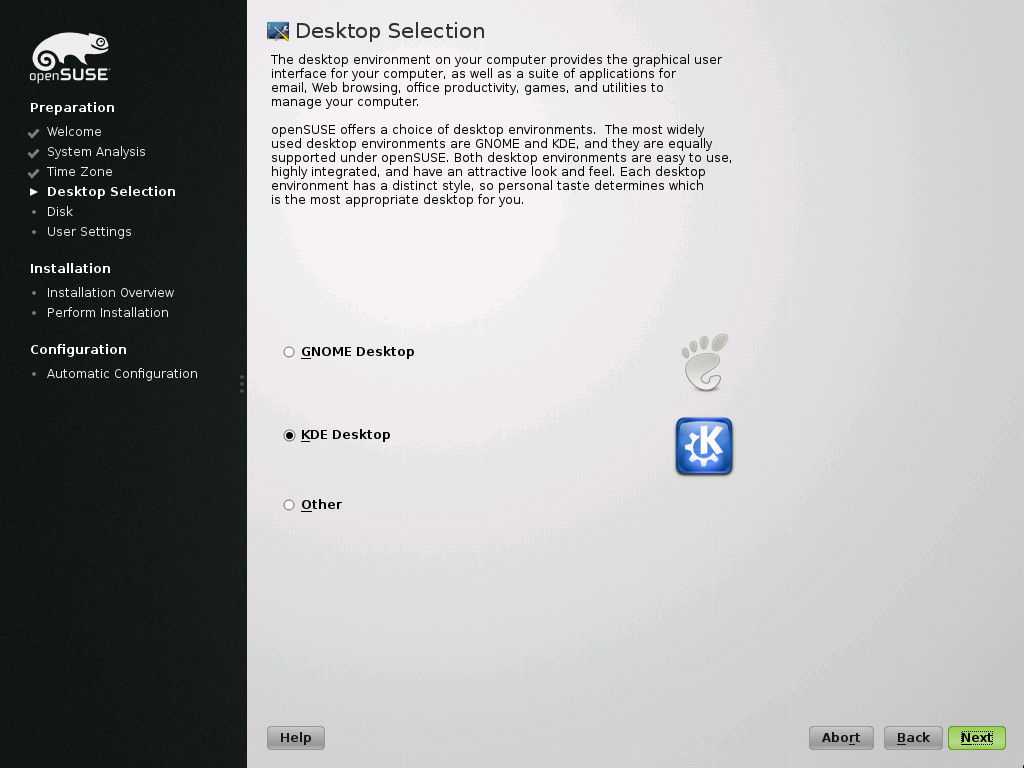 openSUSE
Preparation
Welcome
System Analysis
Time Zone
Desktop Selection
Disk
User Settings
Installation
Installation Overview
Perform Installation
Configuration
Automatic Configuration
Desktop Selection
The desktop environment on your computer provides the graphical user
interface for your computer, as well as a suite of applications for
email, Web browsing, office productivity, games, and utilities to
manage your computer.
openSUSE offers a choice of desktop environments.  The most widely
used desktop environments are GNOME and KDE, and they are equally
supported under openSUSE. Both desktop environments are easy to use,
highly integrated, and have an attractive look and feel. Each desktop
environment has a distinct style, so personal taste determines which
is the most appropriate desktop for you.
GNOME Desktop
KDE Desktop
K
Other
Help
Abort
Back
Next